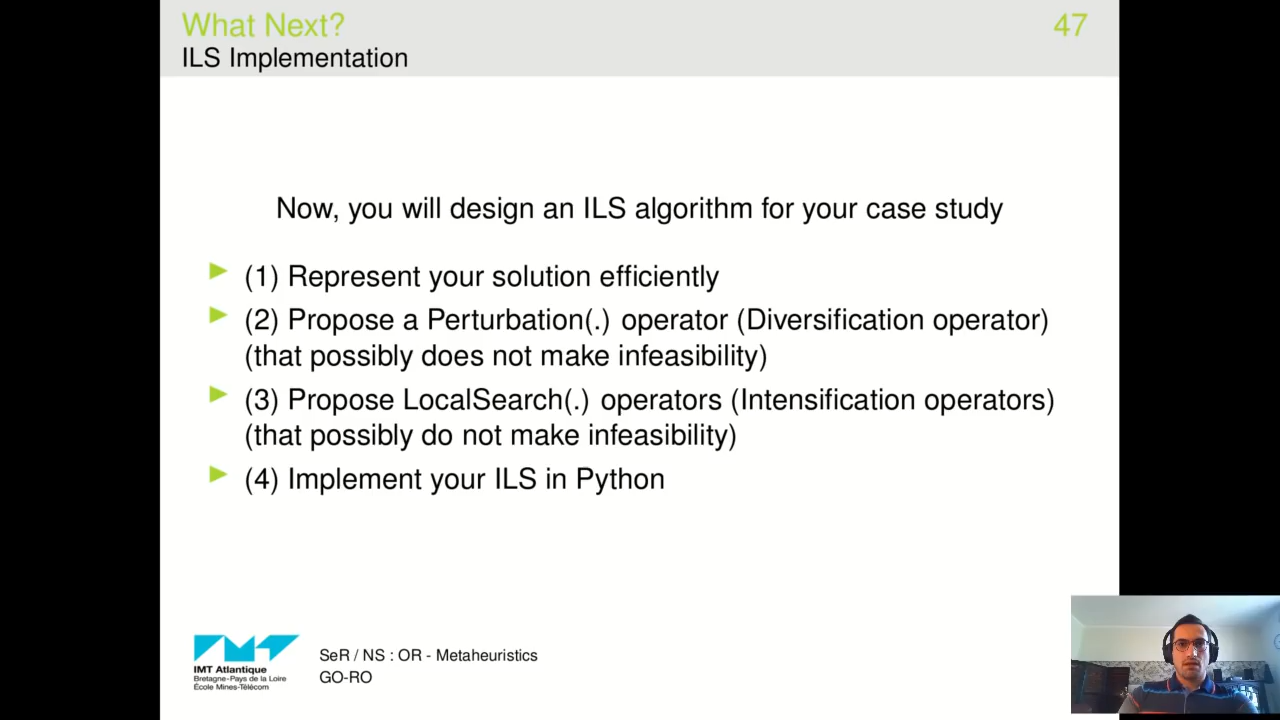 What Next?
47
ILS Implementation
Now, you will design an ILS algorithm for your case study
(1) Represent your solution efficiently
(2) Propose a Perturbation(.) operator (Diversification operator)
(that possibly does not make infeasibility)
(3) Propose LocalSearch(.) operators (Intensification operators)
(that possibly do not make infeasibility)
(4) Implement your ILS in Python
IMT Atlantique
Bretagne-Pays de la Loire
École Mines-Télécom
SeR / NS : OR - Metaheuristics
GO-RO